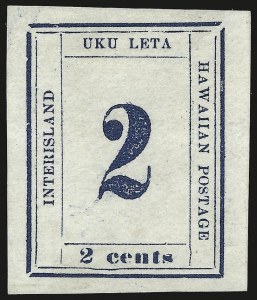 UKU LETA
INTERISLAND
2
HAWAIIAN POSTAGE
2 cents